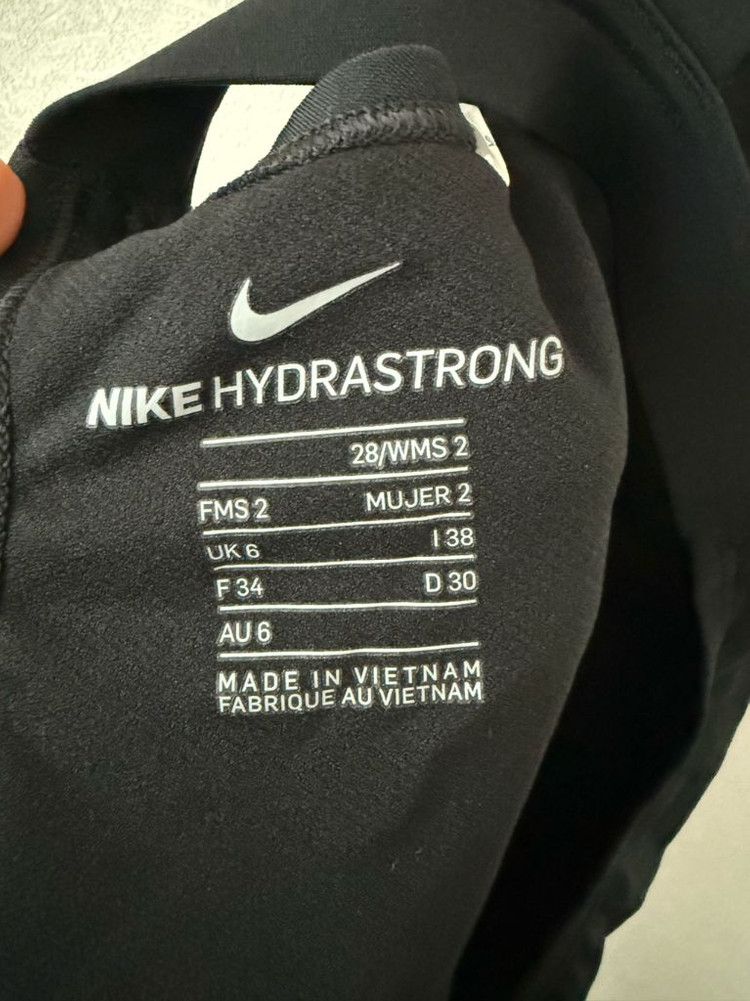 NIKE HYDRASTRONG
28/WMS 2
FMS 2 MUJER 2
UK 6 I 38
F 34 D 30
AU 6
MADE IN VIETNAM
FABRIQUE AU VIETNAM